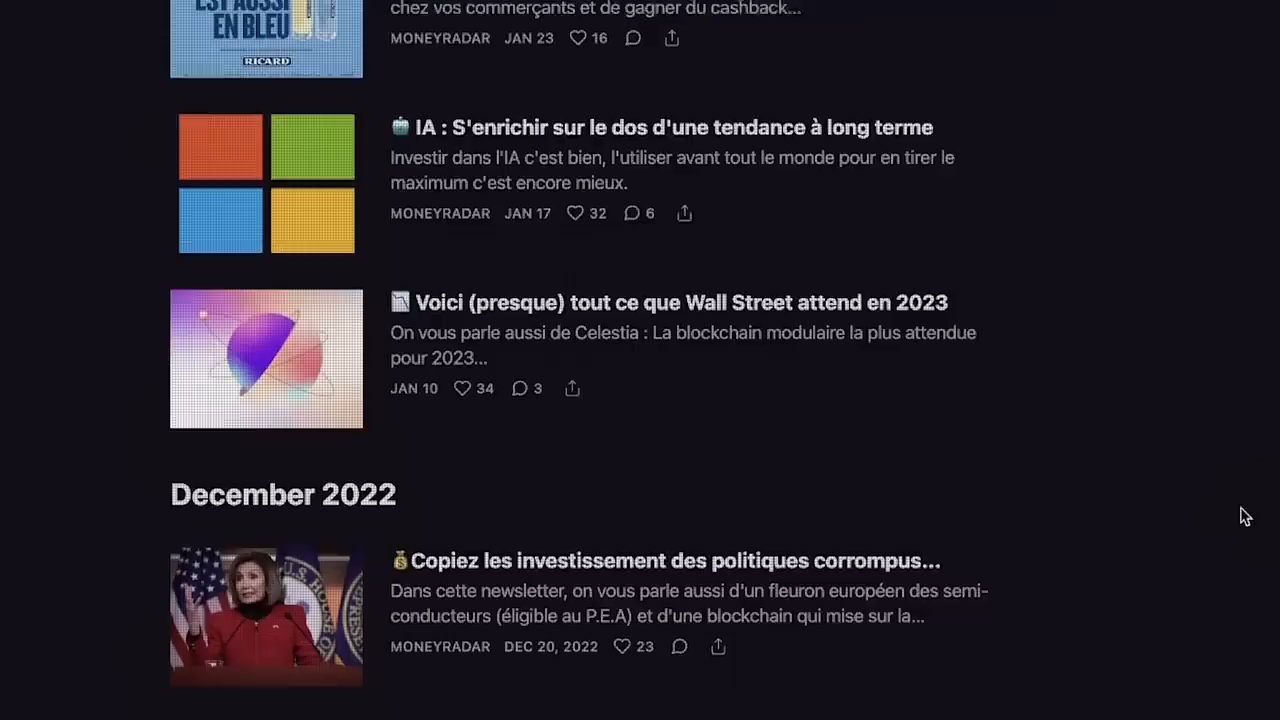 EST AUSSI
EN BLEU
RICARD
chez vos commerçants et de gagner du cashback...
MONEYRADAR JAN 23 16
IA : S'enrichir sur le dos d'une tendance à long terme
Investir dans l'IA c'est bien, l'utiliser avant tout le monde pour en tirer le
maximum c'est encore mieux.
MONEYRADAR JAN 17 32 6
Voici (presque) tout ce que Wall Street attend en 2023
On vous parle aussi de Celestia : La blockchain modulaire la plus attendue
pour 2023...
JAN 10 34 3
December 2022
Copiez les investissement des politiques corrompus...
Dans cette newsletter, on vous parle aussi d'un fleuron européen des semi-
conducteurs (éligible au P.E.A) et d'une blockchain qui mise sur la...
MONEYRADAR DEC 20, 2022 23